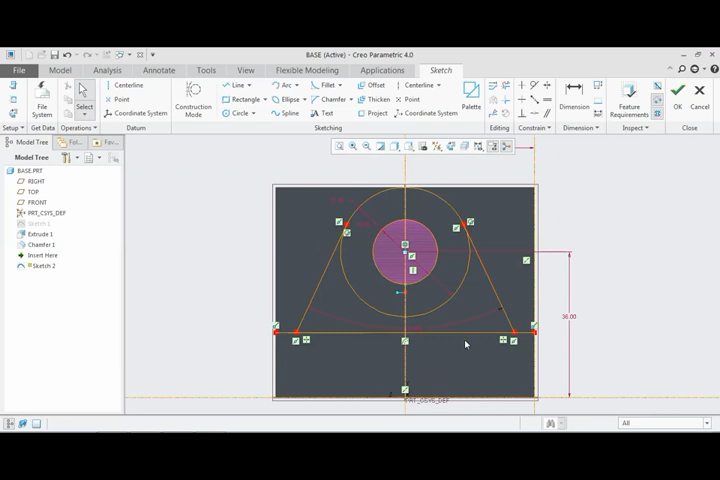 BASE (Active) - Creo Parametric 4.0
File Model Analysis Annotate Tools View Flexible Modeling Applications Sketch
Centerline Line Arc Fillet Offset Centerline
File System Select Point Construction Mode Rectangle Ellipse Chamfer Thicken Point Palette Dimension Feature Requirements OK Cancel
Coordinate System Circle Spline Text Project Coordinate System
Setup Get Data Operations Datum Sketching Editing Constrain Dimension Inspect Close
Model Tree Fol... Fav...
Model Tree
BASE.PRT
RIGHT
TOP
FRONT
PRT_CSYS_DEF
Sketch 1
Extrude 1
Chamfer 1
Insert Here
Sketch 2
36.00
PRT_CSYS_DEF
All